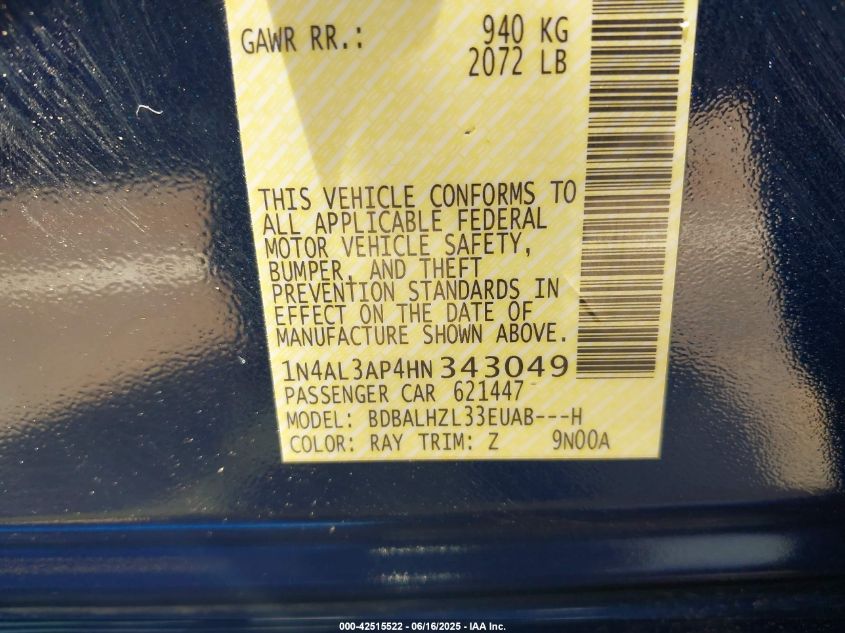 GAWR RR.: 940 KG
2072 LB
THIS VEHICLE CONFORMS TO
ALL APPLICABLE FEDERAL
MOTOR VEHICLE SAFETY,
BUMPER, AND THEFT
PREVENTION STANDARDS IN
EFFECT ON THE DATE OF
MANUFACTURE SHOWN ABOVE.
1N4AL3AP4HN343049
PASSENGER CAR 621447
MODEL: BDBALHZL33EUAB---H
COLOR: RAY TRIM: Z 9N00A
000-42515522 - 06/16/2025 - IAA Inc.